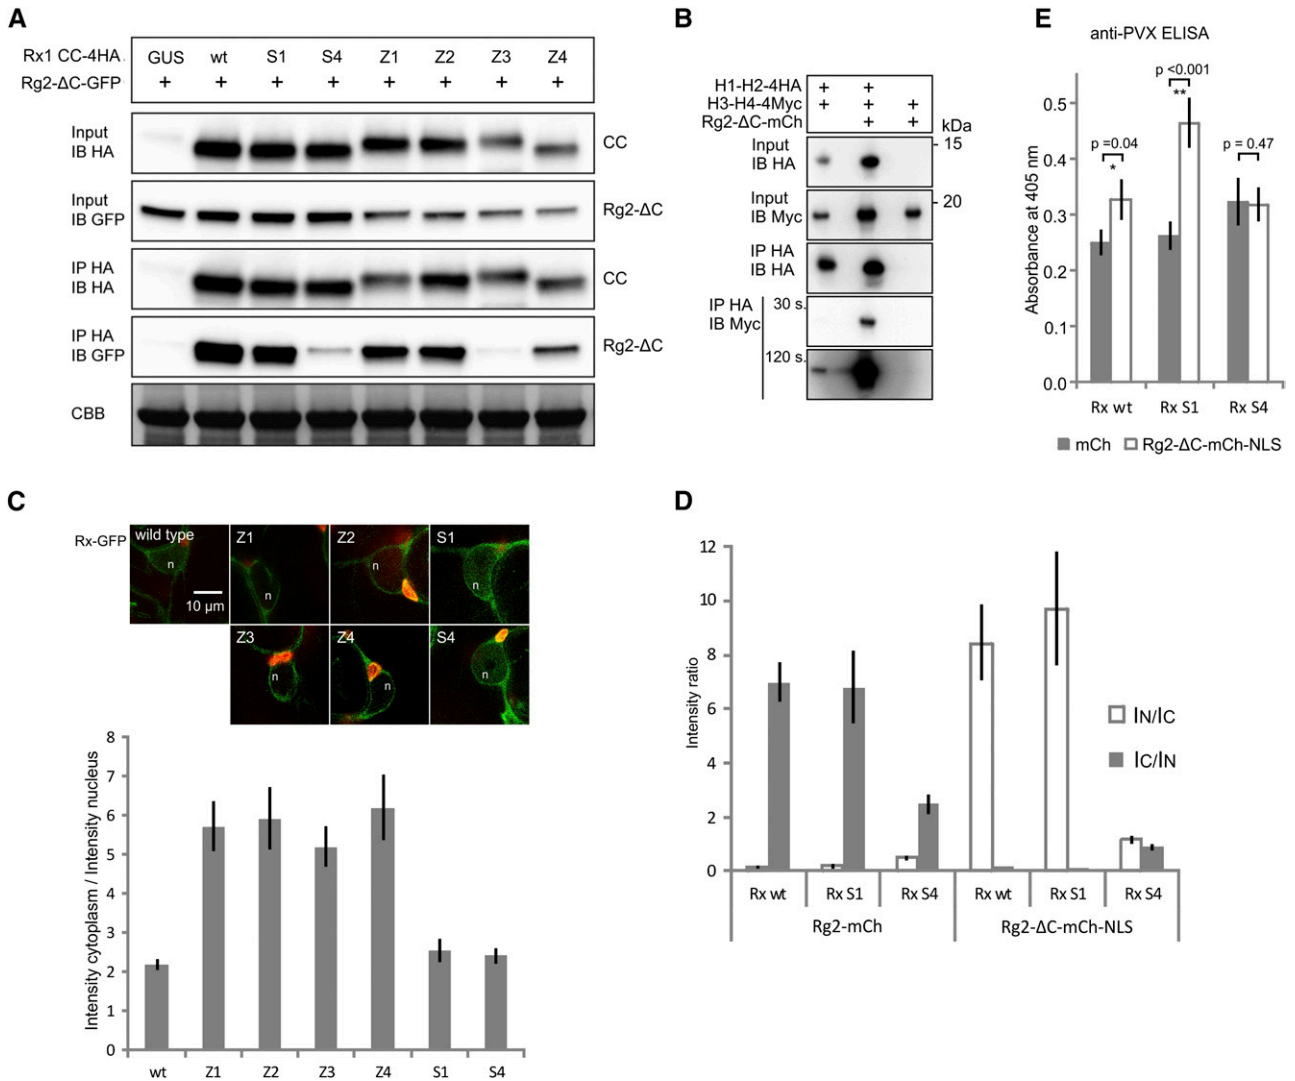 A
Rx1 CC-4HA GUS wt S1 S4 Z1 Z2 Z3 Z4
Rg2-ΔC-GFP + + + + + + + +
Input
IB HA
CC
Input
IB GFP
Rg2-ΔC
IP HA
IB HA
CC
IP HA
IB GFP
Rg2-ΔC
CBB
B
H1-H2-4HA + +
H3-H4-4Myc + + +
Rg2-ΔC-mCh + +
kDa
Input
IB HA
15
Input
IB Myc
20
IP HA
IB HA
IP HA
IB Myc
30 s.
120 s.
E
anti-PVX ELISA
Absorbance at 405 nm
0.5
0.4
0.3
0.2
0.1
0.0
p =0.04
*
p <0.001
**
p = 0.47
Rx wt Rx S1 Rx S4
mCh Rg2-ΔC-mCh-NLS
C
Rx-GFP
wild type
n
10 µm
Z1
n
Z2
n
S1
n
Z3
n
Z4
n
S4
n
Intensity cytoplasm / Intensity nucleus
8
7
6
5
4
3
2
1
0
wt Z1 Z2 Z3 Z4 S1 S4
D
Intensity ratio
12
10
8
6
4
2
0
IN/IC
IC/IN
Rx wt Rx S1 Rx S4 Rx wt Rx S1 Rx S4
Rg2-mCh Rg2-ΔC-mCh-NLS